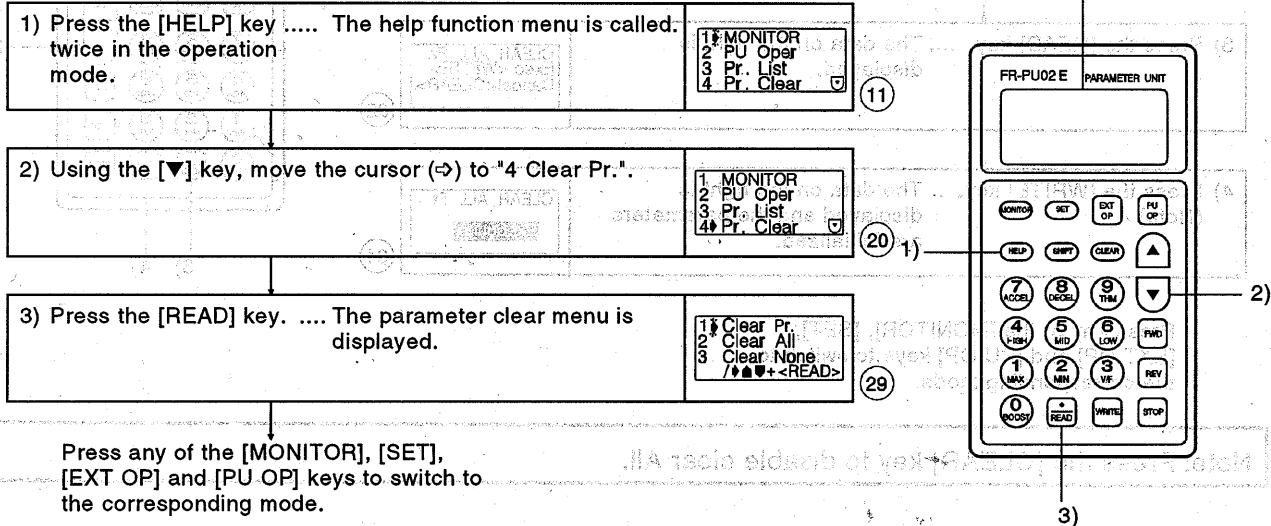 1) Press the [HELP] key ..... The help function menu is called.
twice in the operation
mode.
1 MONITOR
2 PU Oper
3 Pr. List
4 Pr. Clear
11
2) Using the [▼] key, move the cursor (⇨) to "4 Clear Pr.".
1 MONITOR
2 PU Oper
3 Pr. List
4 Pr. Clear
20
3) Press the [READ] key. .... The parameter clear menu is
displayed.
1 Clear Pr.
2 Clear All
3 Clear None
/ + <READ>
29
Press any of the [MONITOR], [SET],
[EXT OP] and [PU OP] keys to switch to
the corresponding mode.
FR-PU02E PARAMETER UNIT
MONITOR SET EXT OP PU OP
1) HELP SHIFT CLEAR ▲
7 ACCEL 8 DECEL 9 THM ▼ 2)
4 HIGH 5 MID 6 LOW FWD
1 MAX 2 MIN 3 V/F REV
0 BOOST READ WRITE STOP
3)